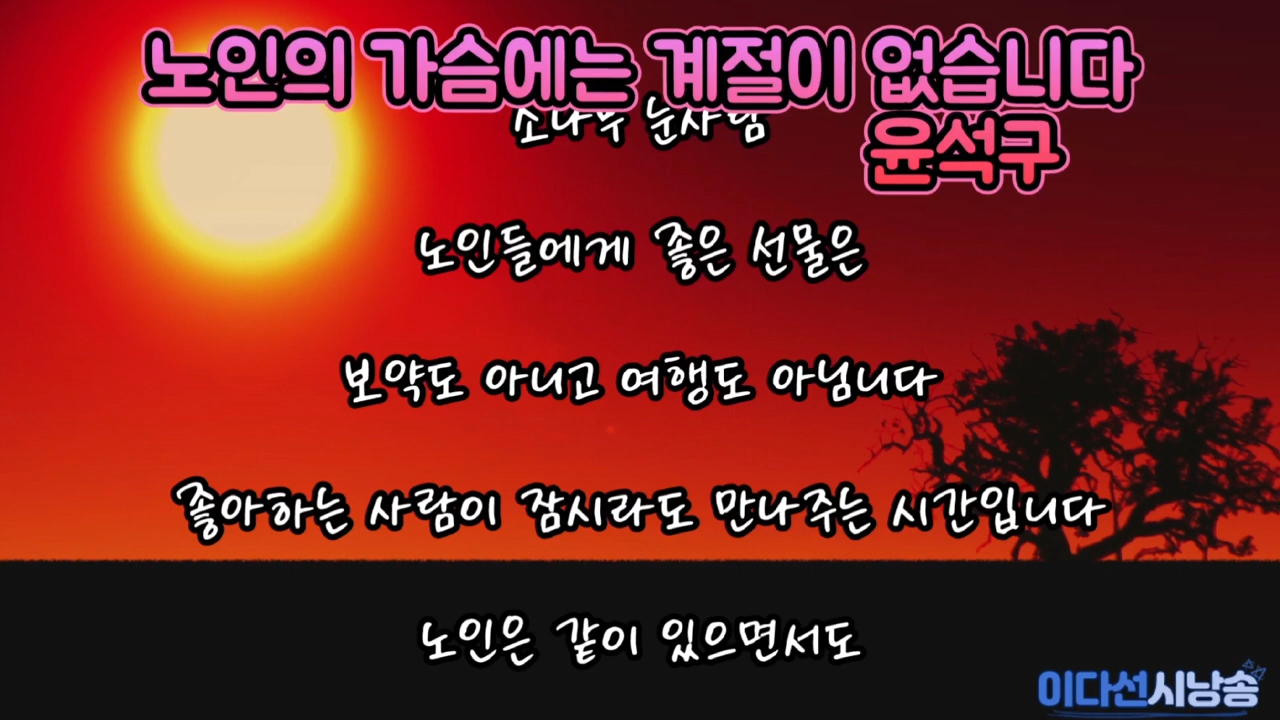 노인의 가슴에는 계절이 없습니다
윤석구
노인들에게 좋은 선물은
보약도 아니고 여행도 아님니다
좋아하는 사람이 잠시라도 만나주는 시간입니다
노인은 같이 있으면서도
이다선시낭송